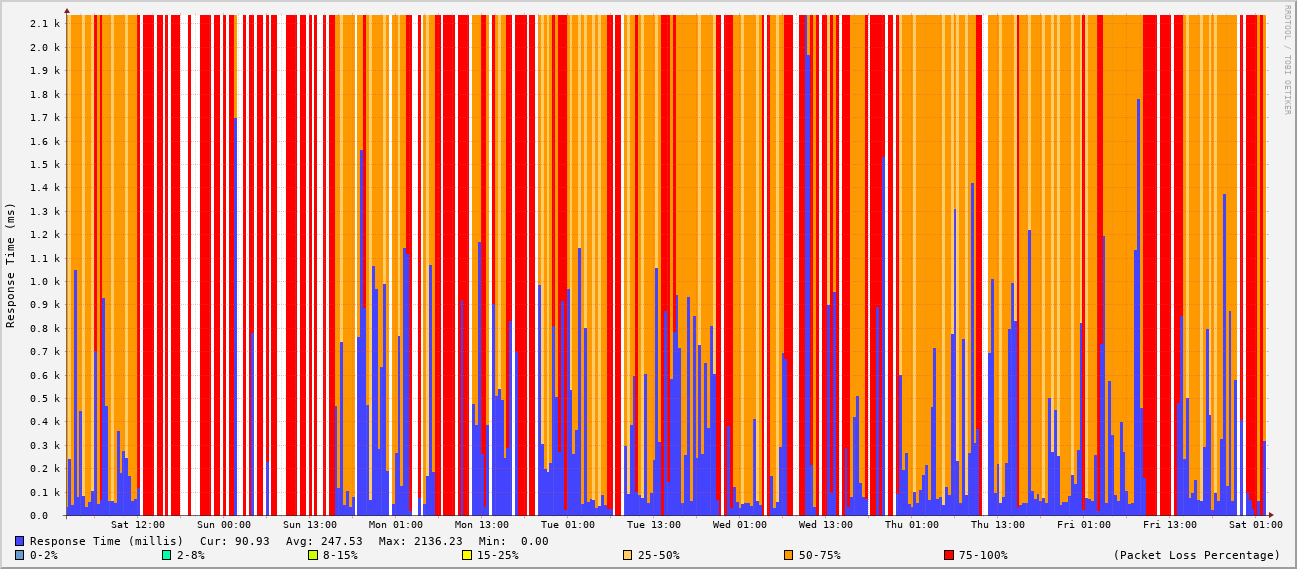 2.1 k
2.0 k
1.9 k
1.8 k
1.7 k
1.6 k
1.5 k
1.4 k
1.3 k
1.2 k
1.1 k
1.0 k
0.9 k
0.8 k
0.7 k
0.6 k
0.5 k
0.4 k
0.3 k
0.2 k
0.1 k
0.0
Response Time (ms)
RRDTOOL / TOBI OETIKER
Sat 12:00 Sun 00:00 Sun 13:00 Mon 01:00 Mon 13:00 Tue 01:00 Tue 13:00 Wed 01:00 Wed 13:00 Thu 01:00 Thu 13:00 Fri 01:00 Fri 13:00 Sat 01:00
Response Time (millis) Cur: 90.93 Avg: 247.53 Max: 2136.23 Min: 0.00
0-2% 2-8% 8-15% 15-25% 25-50% 50-75% 75-100% (Packet Loss Percentage)